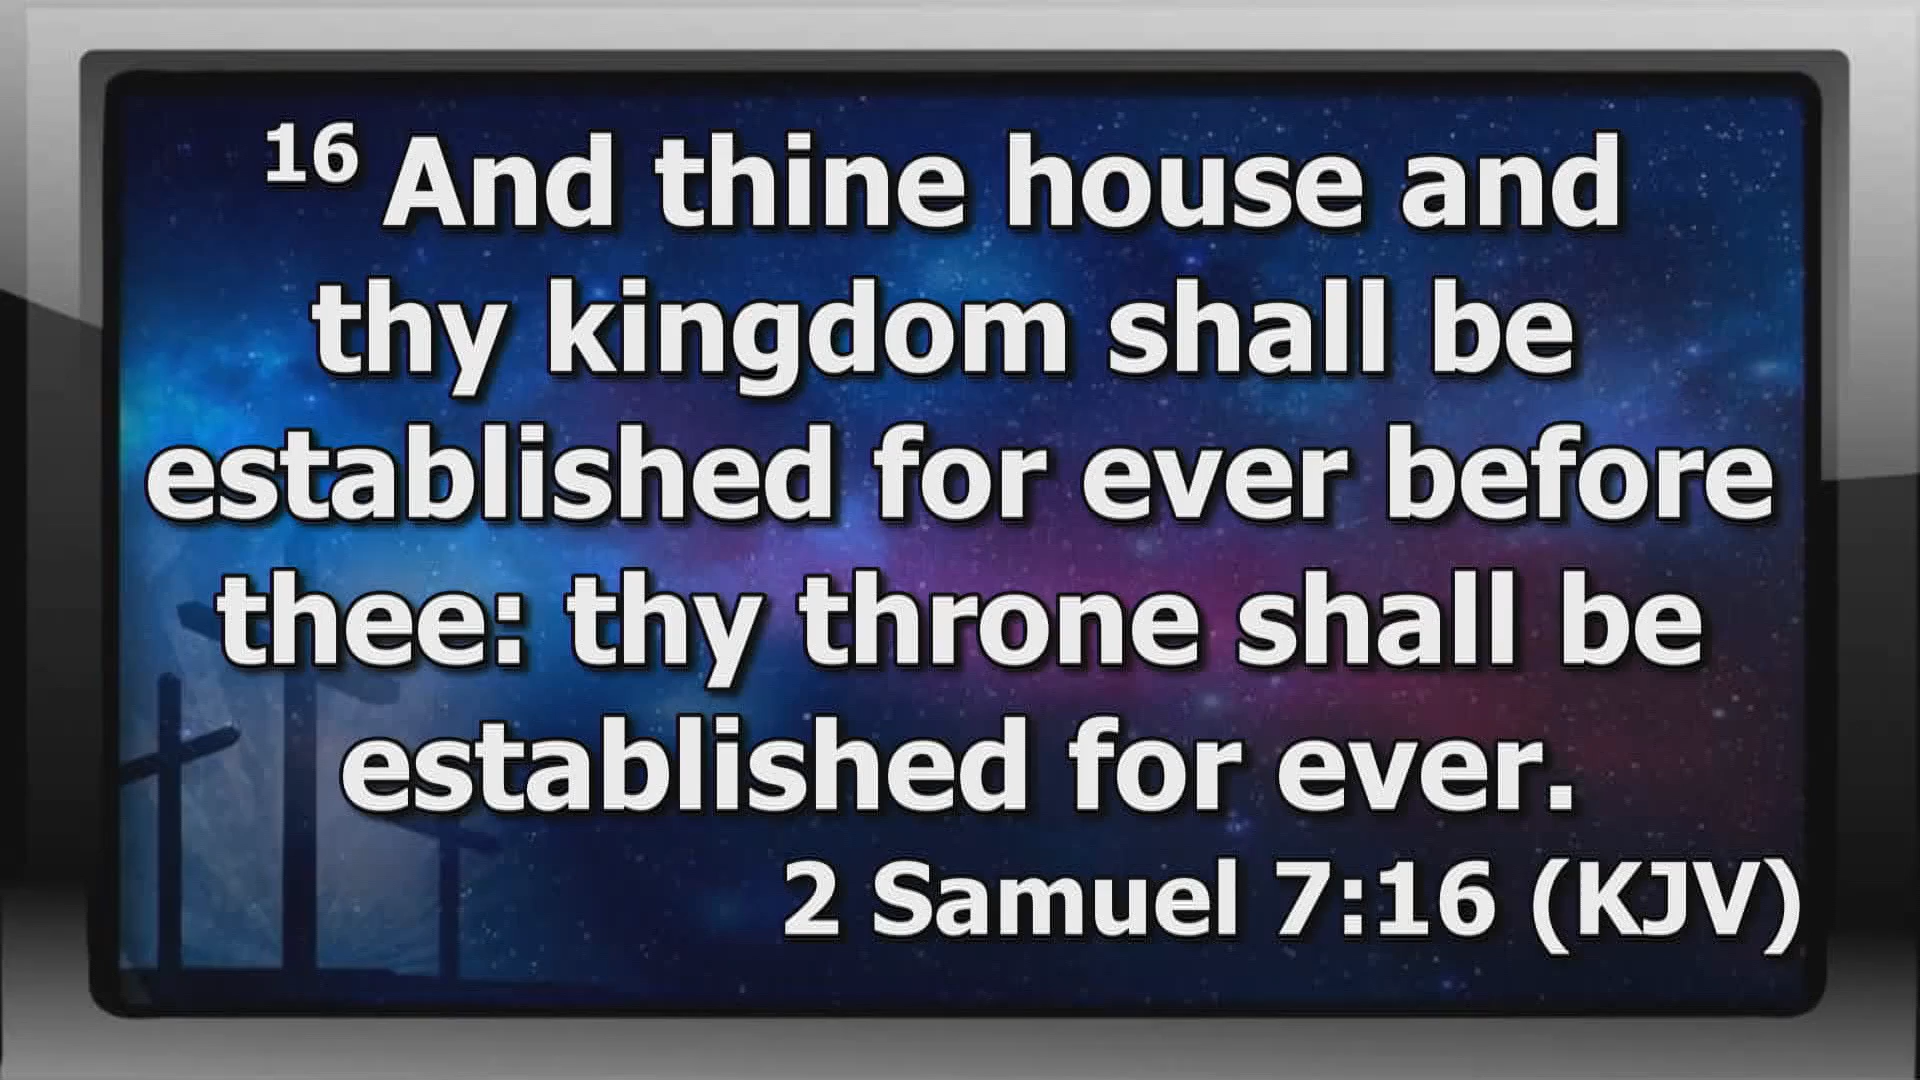 16 And thine house and
thy kingdom shall be
established for ever before
thee: thy throne shall be
established for ever.
2 Samuel 7:16 (KJV)